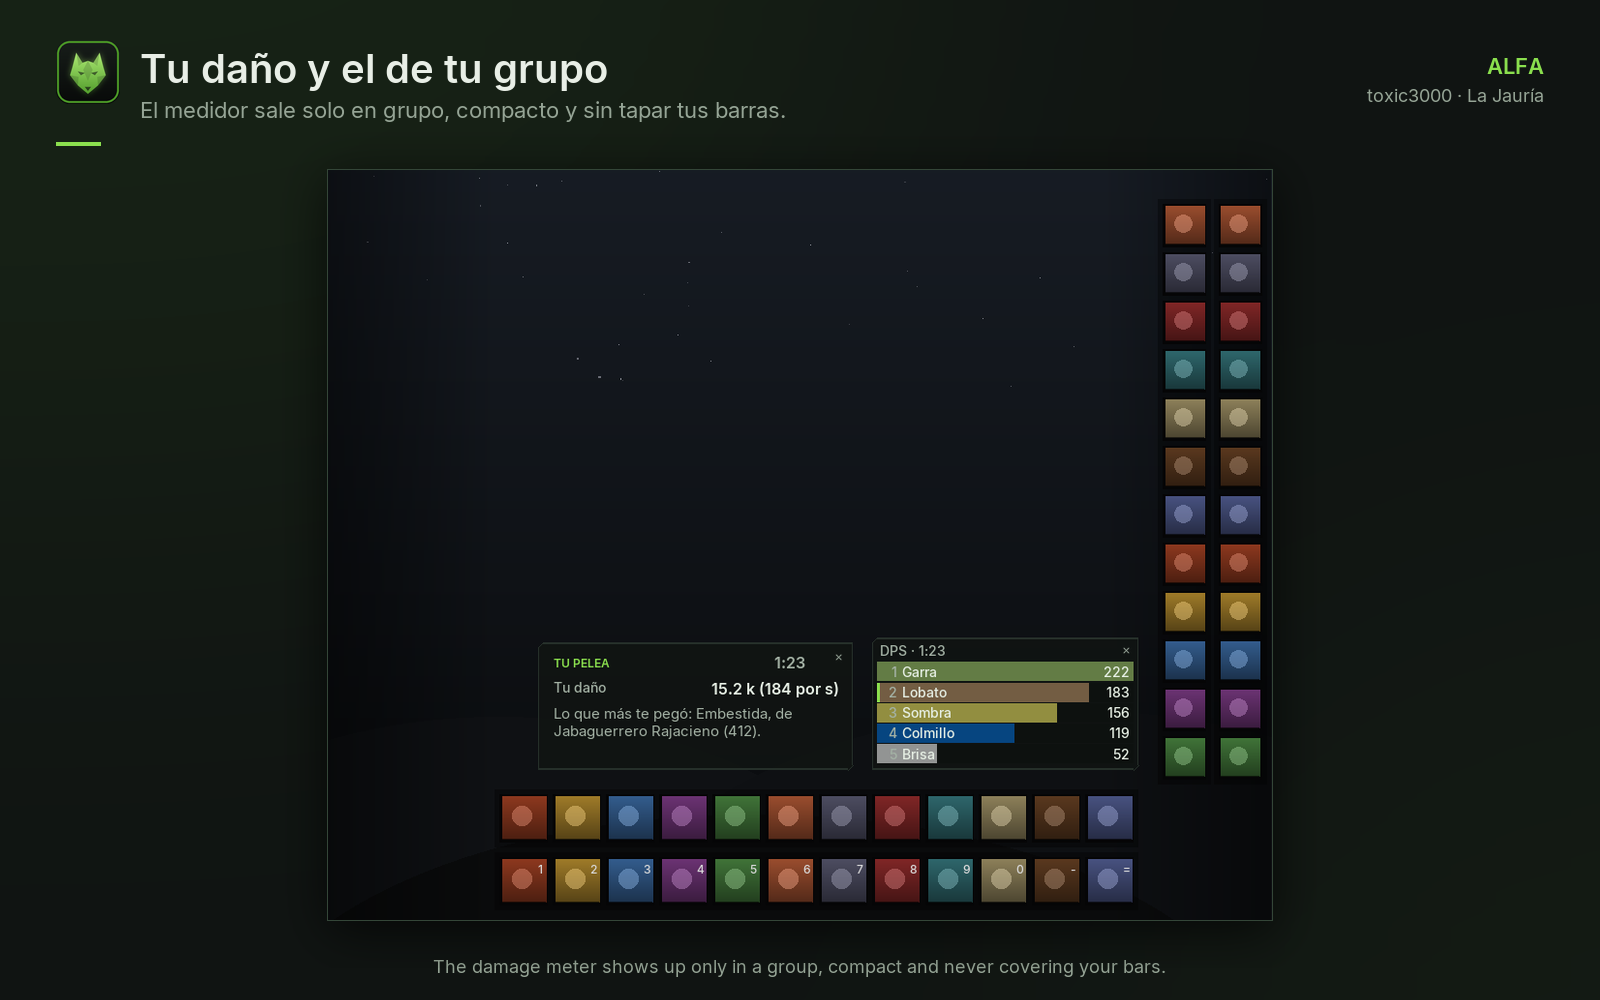 Tu daño y el de tu grupo
El medidor sale solo en grupo, compacto y sin tapar tus barras.
ALFA
toxic3000 · La Jauría
TU PELEA 1:23 ×
Tu daño 15.2 k (184 por s)
Lo que más te pegó: Embestida, de
Jabaguerrero Rajacieno (412).
DPS · 1:23 ×
1 Garra 222
2 Lobato 183
3 Sombra 156
4 Colmillo 119
5 Brisa 52
1 2 3 4 5 6 7 8 9 0 - =
The damage meter shows up only in a group, compact and never covering your bars.